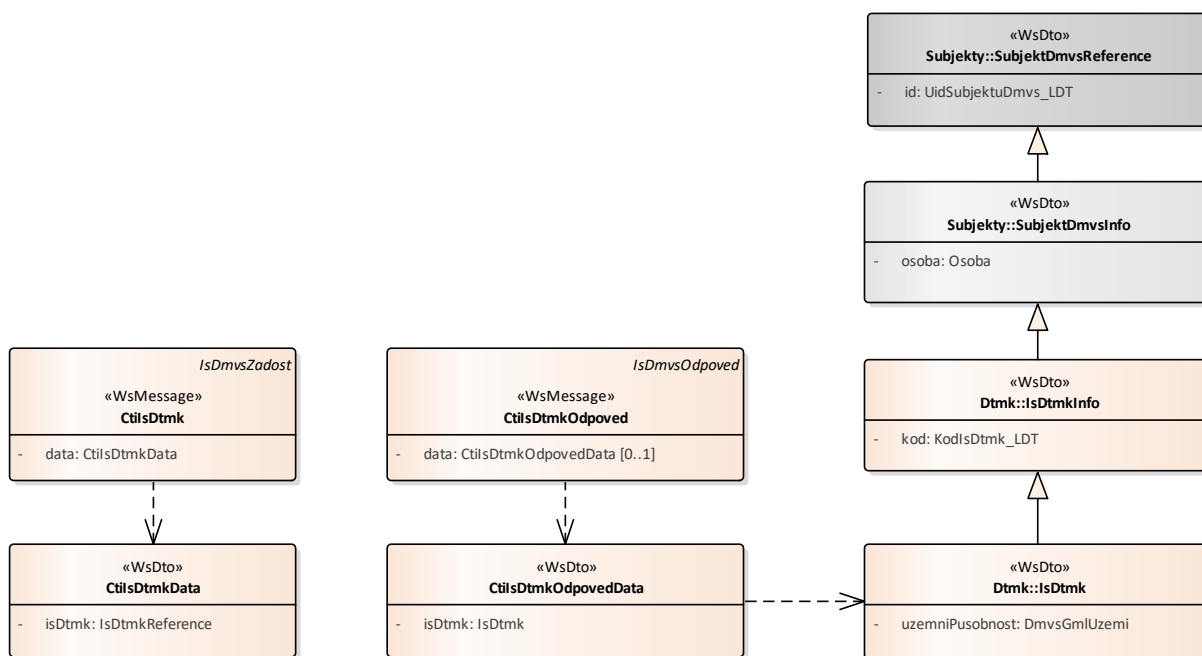 «WsDto»
Subjekty::SubjektDmvsReference
- id: UidSubjektuDmvs_LDT
«WsDto»
Subjekty::SubjektDmvsInfo
- osoba: Osoba
IsDmvsZadost
«WsMessage»
CtiIsDtmk
- data: CtiIsDtmkData
IsDmvsOdpoved
«WsMessage»
CtiIsDtmkOdpoved
- data: CtiIsDtmkOdpovedData [0..1]
«WsDto»
Dtmk::IsDtmkInfo
- kod: KodIsDtmk_LDT
«WsDto»
CtiIsDtmkData
- isDtmk: IsDtmkReference
«WsDto»
CtiIsDtmkOdpovedData
- isDtmk: IsDtmk
«WsDto»
Dtmk::IsDtmk
- uzemniPusobnost: DmvsGmlUzemi